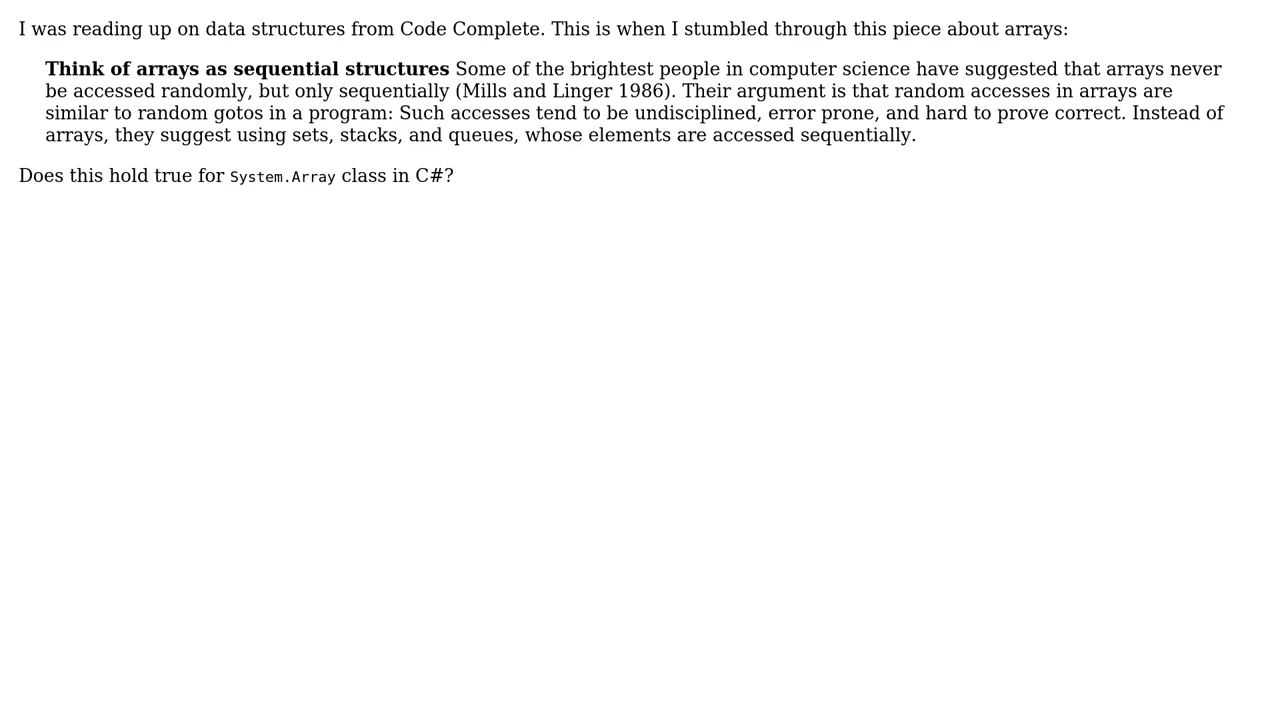 I was reading up on data structures from Code Complete. This is when I stumbled through this piece about arrays:
Think of arrays as sequential structures Some of the brightest people in computer science have suggested that arrays never
be accessed randomly, but only sequentially (Mills and Linger 1986). Their argument is that random accesses in arrays are
similar to random gotos in a program: Such accesses tend to be undisciplined, error prone, and hard to prove correct. Instead of
arrays, they suggest using sets, stacks, and queues, whose elements are accessed sequentially.
Does this hold true for System.Array class in C#?